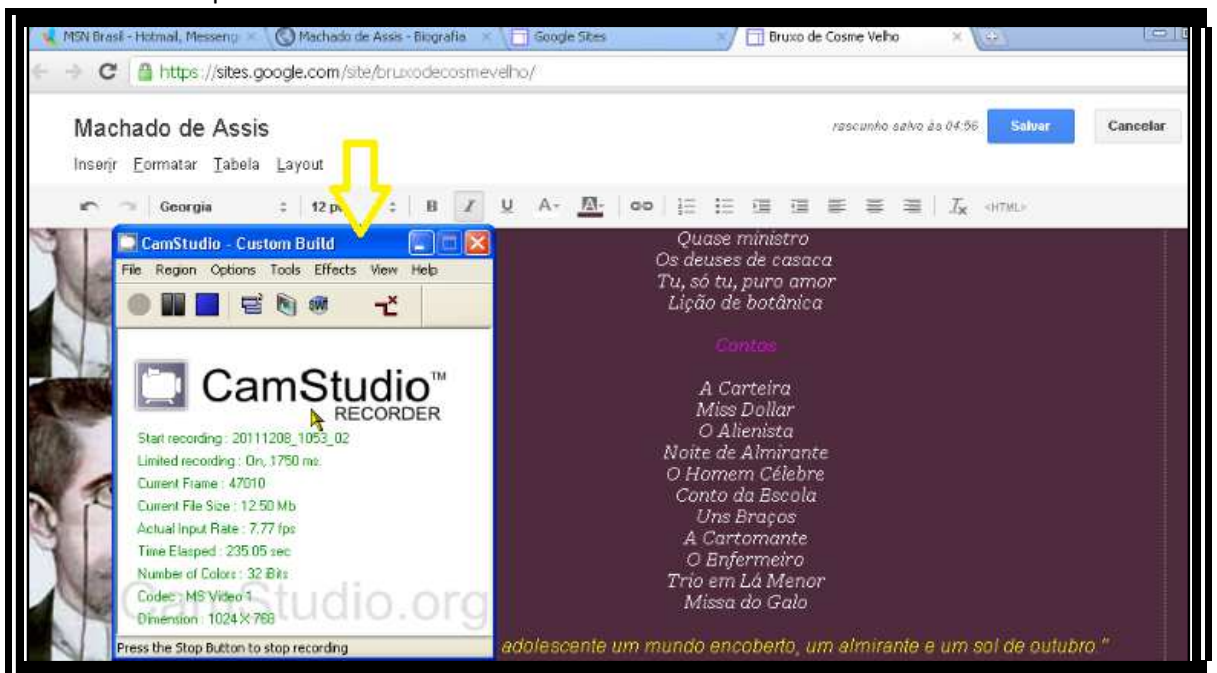 MSN Brasil - Hotmail, Messeng
Machado de Assis - Biografia
Google Sites
Bruxo de Cosme Velho
https://sites.google.com/site/bruxodecosmevelho/
Machado de Assis
rascunho salvo às 04:56
Salvar
Cancelar
Inserir Formatar Tabela Layout
Georgia
12
B I U A A
<HTML>
CamStudio - Custom Build
File Region Options Tools Effects View Help
CamStudio™
RECORDER
Start recording : 20111208_1053_02
Limited recording : On, 1750 ms.
Current Frame : 47010
Current File Size : 12.50 Mb
Actual Input Rate : 7.77 fps
Time Elasped : 235.05 sec
Number of Colors : 32 Bits
Codec : MS Video 1
Dimension : 1024 X 768
CamStudio.org
Press the Stop Button to stop recording
Quase ministro
Os deuses de casaca
Tu, só tu, puro amor
Lição de botânica
Contos
A Carteira
Miss Dollar
O Alienista
Noite de Almirante
O Homem Célebre
Conto da Escola
Uns Braços
A Cartomante
O Enfermeiro
Trio em Lá Menor
Missa do Galo
adolescente um mundo encoberto, um almirante e um sol de outubro."